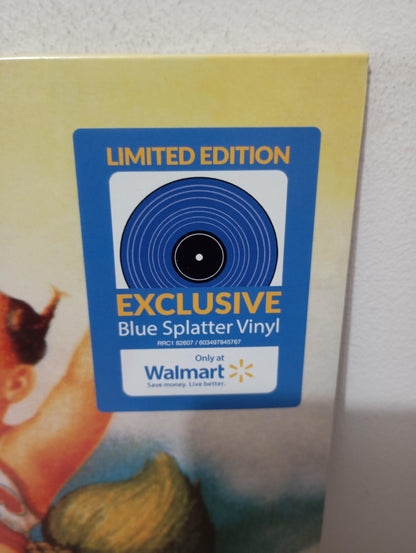 LIMITED EDITION
EXCLUSIVE
Blue Splatter Vinyl
RRC1 82607 / 603497845767
Only at
Walmart
Save money. Live better.